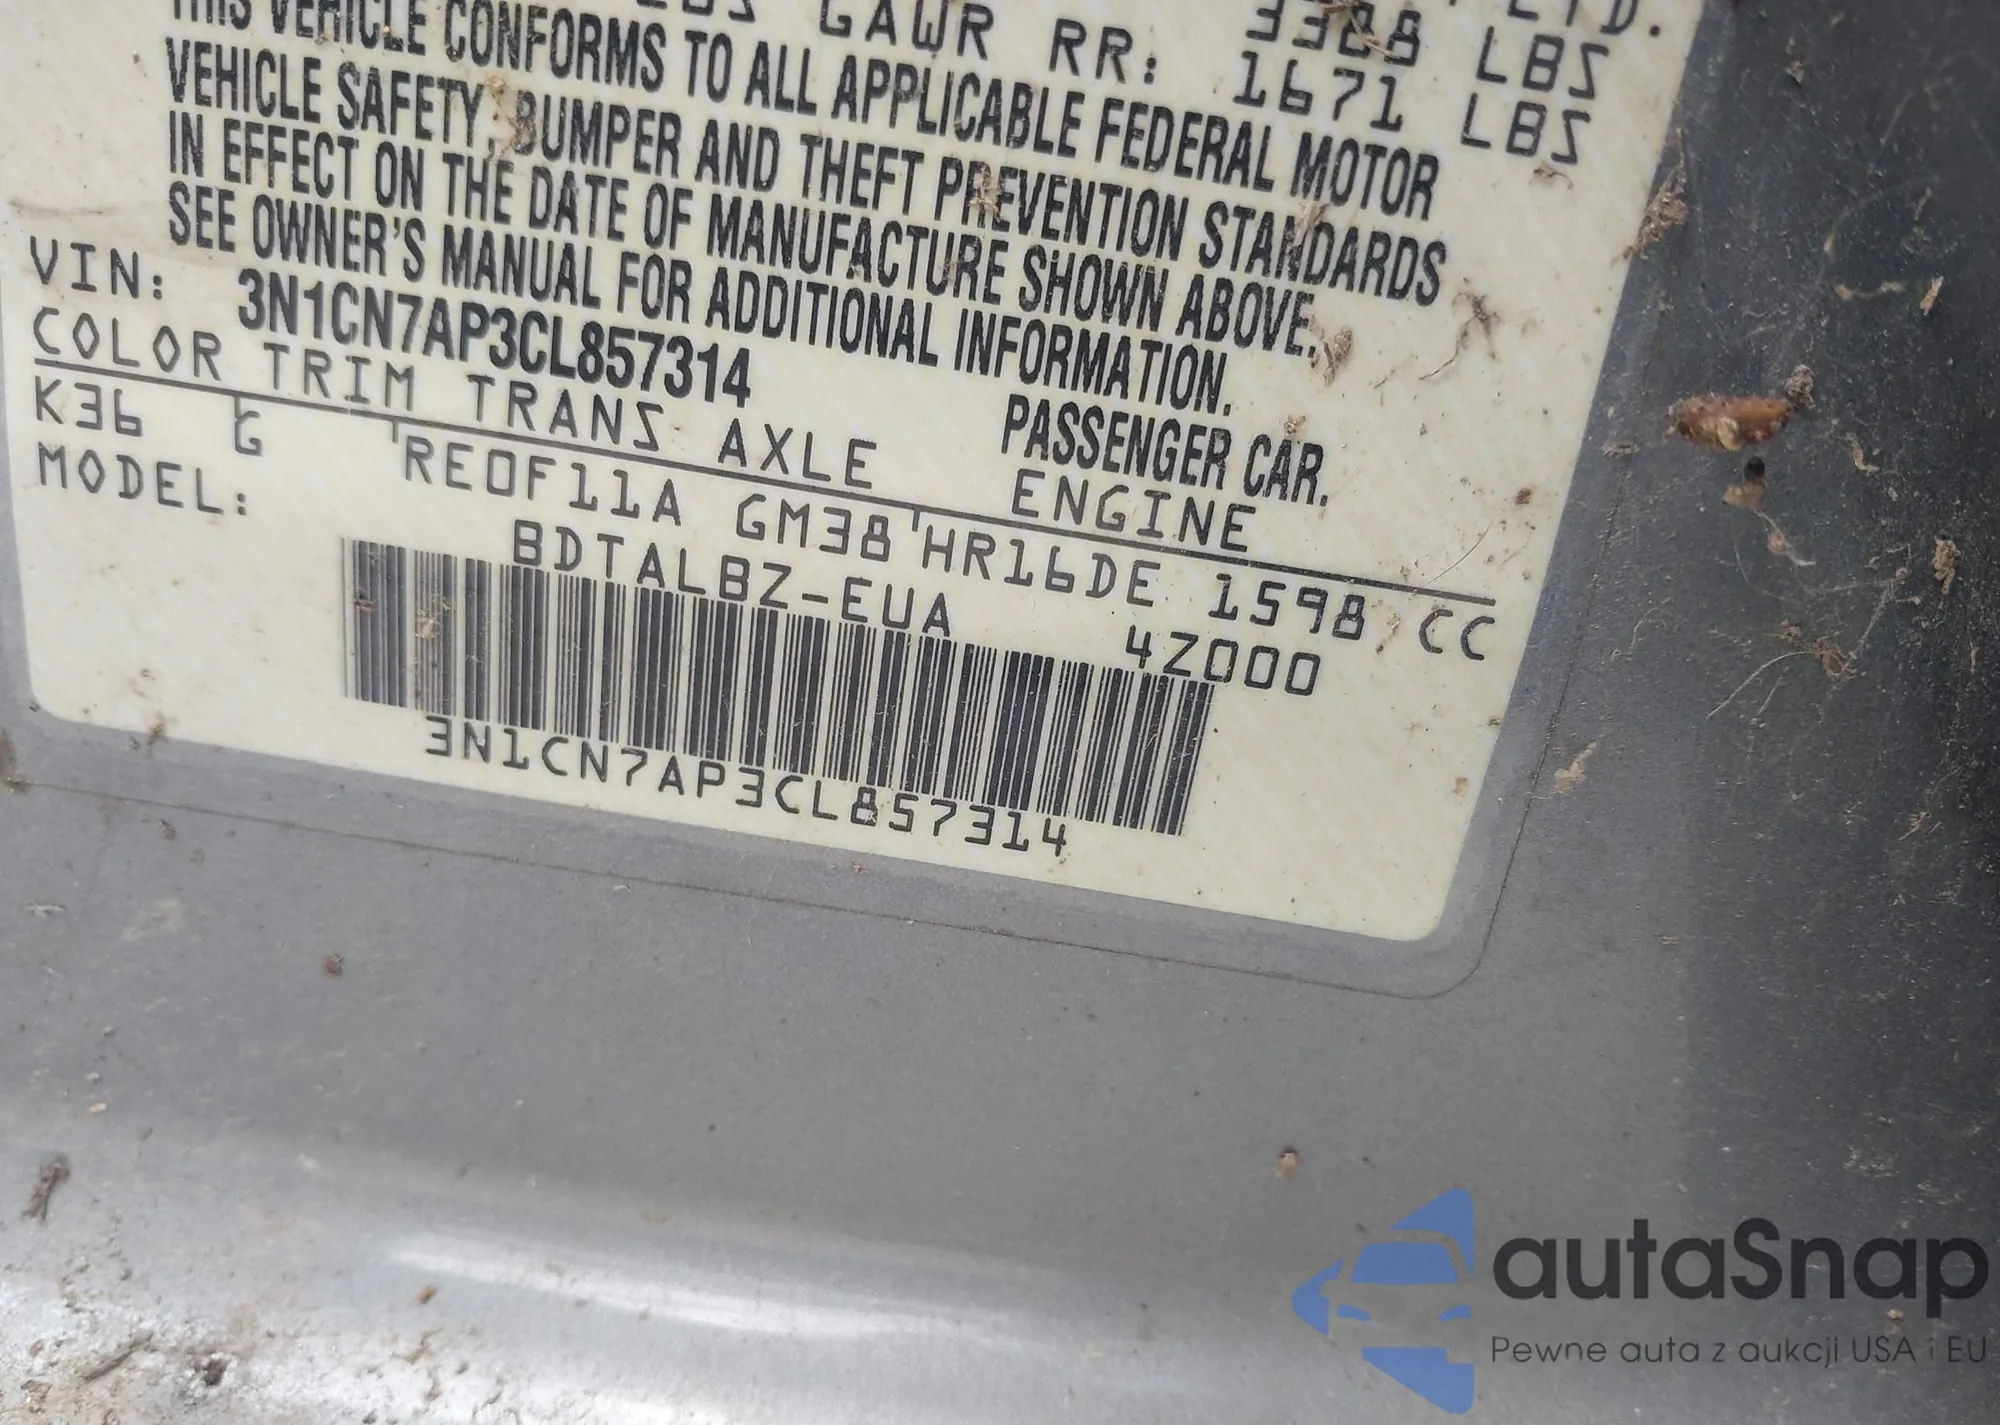 LTD.
3388 LBS
GAWR RR: 1671 LBS
THIS VEHICLE CONFORMS TO ALL APPLICABLE FEDERAL MOTOR
VEHICLE SAFETY, BUMPER AND THEFT PREVENTION STANDARDS
IN EFFECT ON THE DATE OF MANUFACTURE SHOWN ABOVE.
SEE OWNER'S MANUAL FOR ADDITIONAL INFORMATION.
VIN: 3N1CN7AP3CL857314 PASSENGER CAR.
COLOR TRIM TRANS AXLE ENGINE
K36 G RE0F11A GM38 HR16DE 1598 CC
MODEL: BDTALBZ-EUA 4Z000
3N1CN7AP3CL857314
autaSnap
Pewne auta z aukcji USA i EU